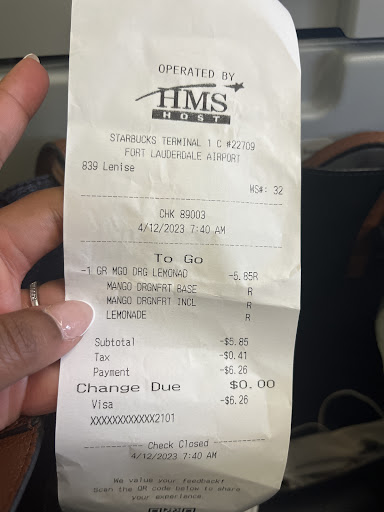 OPERATED BY
HMS
HOST
STARBUCKS TERMINAL 1 C #22709
FORT LAUDERDALE AIRPORT
839 Lenise
WS#: 32
CHK 89003
4/12/2023 7:40 AM
To Go
-1 GR MGO DRG LEMONAD -5.85R
MANGO DRGNFRT BASE R
MANGO DRGNFRT INCL R
LEMONADE R
Subtotal -$5.85
Tax -$0.41
Payment -$6.26
Change Due $0.00
Visa -$6.26
XXXXXXXXXXXX2101
Check Closed
4/12/2023 7:40 AM
We value your feedback!
Scan the QR code below to share
your experience.